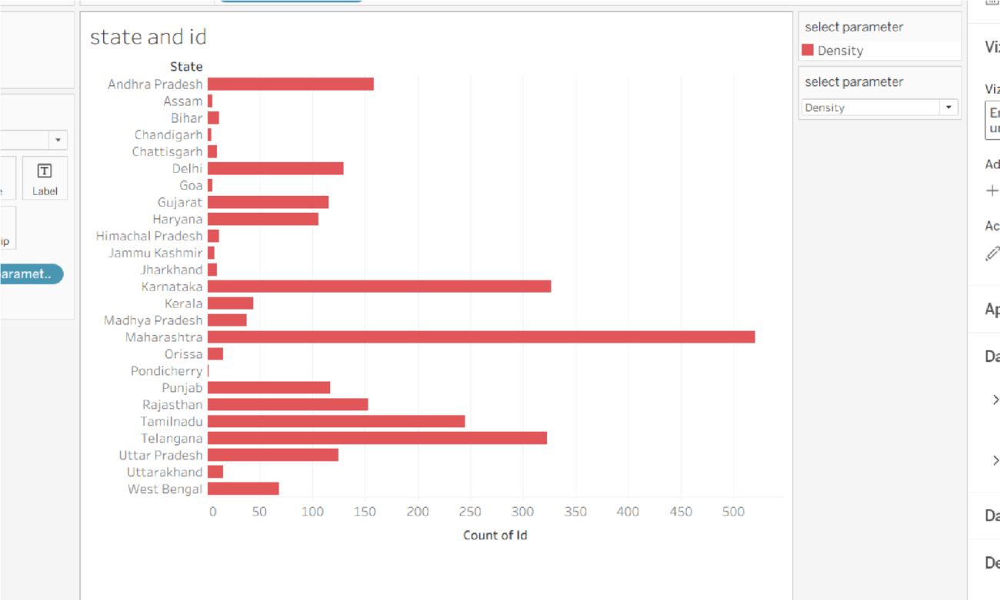 state and id
State
Andhra Pradesh
Assam
Bihar
Chandigarh
Chattisgarh
Delhi
Goa
Gujarat
Haryana
Himachal Pradesh
Jammu Kashmir
Jharkhand
Karnataka
Kerala
Madhya Pradesh
Maharashtra
Orissa
Pondicherry
Punjab
Rajasthan
Tamilnadu
Telangana
Uttar Pradesh
Uttarakhand
West Bengal
0 50 100 150 200 250 300 350 400 450 500
Count of Id
select parameter
Density
select parameter
Density
T
Label